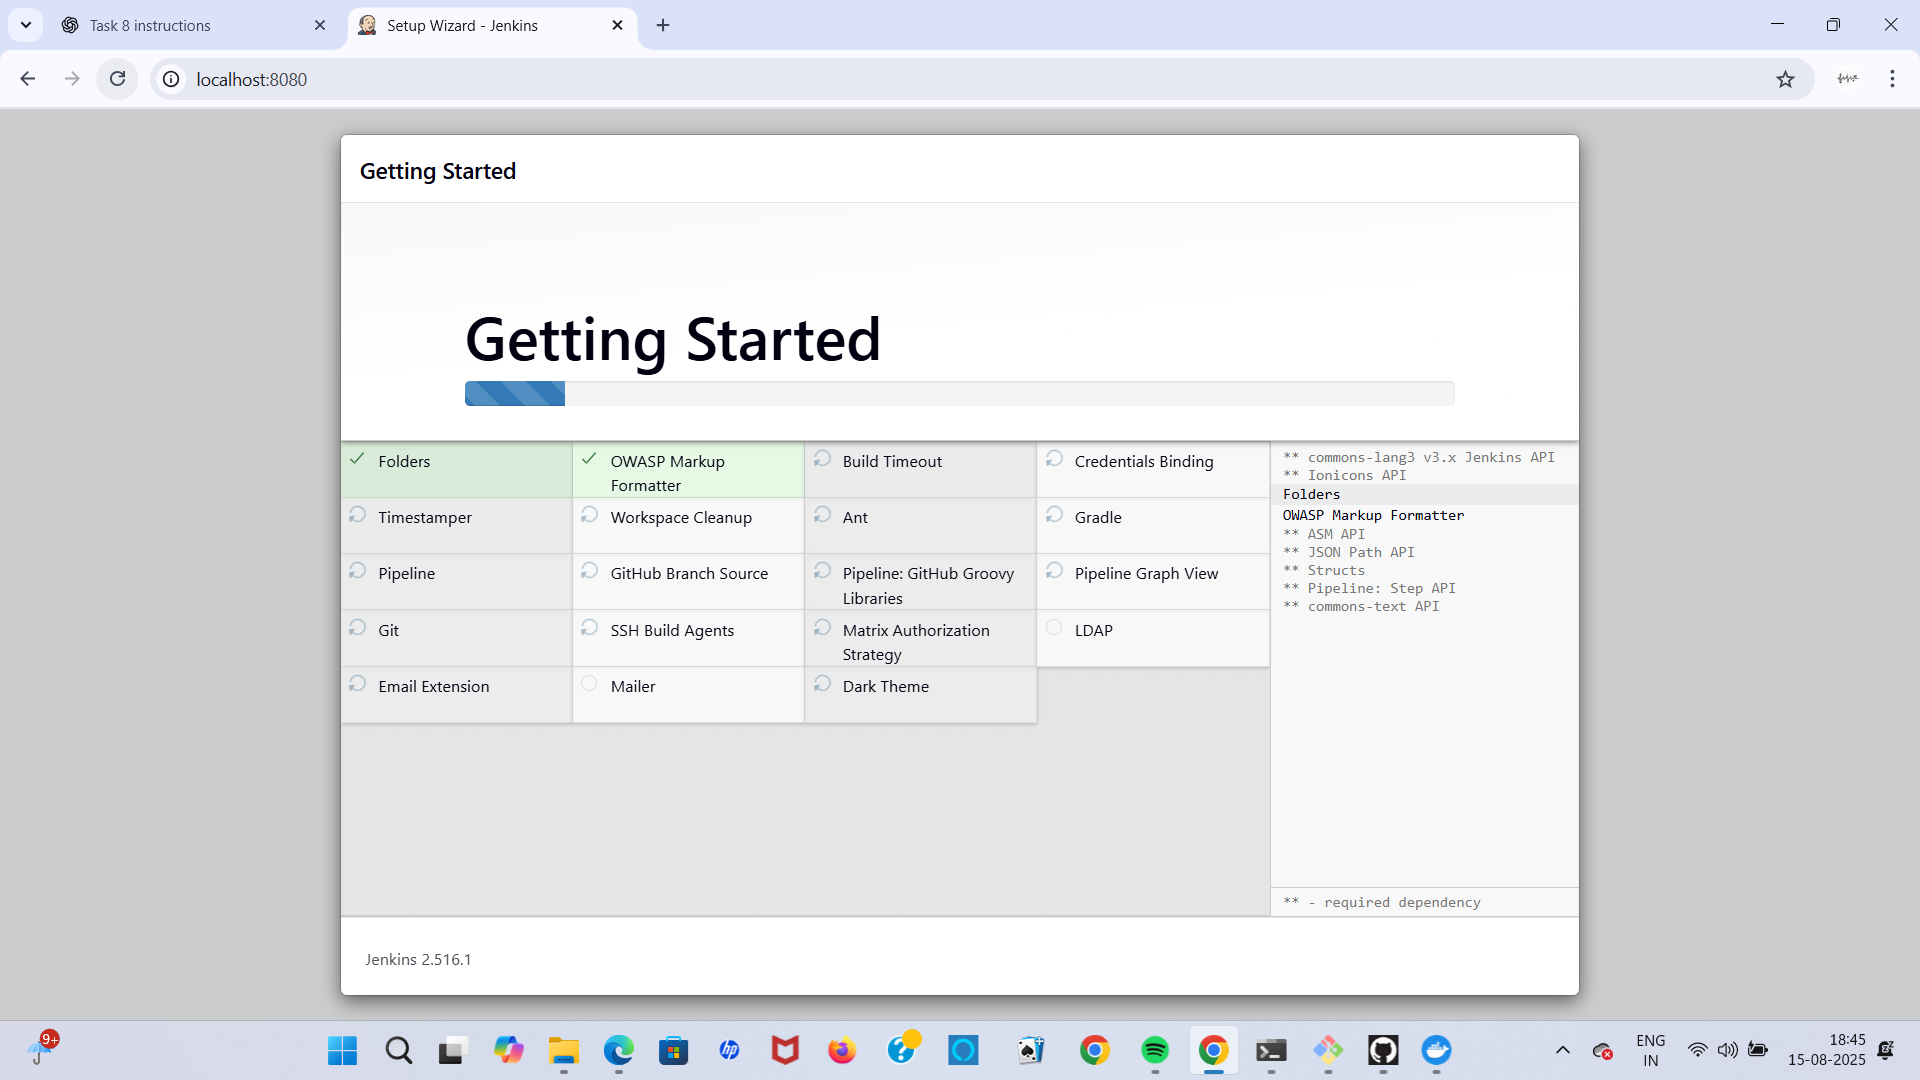 Task 8 instructions
Setup Wizard - Jenkins
localhost:8080
Getting Started
Getting Started
Folders
OWASP Markup
Formatter
Build Timeout
Credentials Binding
Timestamper
Workspace Cleanup
Ant
Gradle
Pipeline
GitHub Branch Source
Pipeline: GitHub Groovy
Libraries
Pipeline Graph View
Git
SSH Build Agents
Matrix Authorization
Strategy
LDAP
Email Extension
Mailer
Dark Theme
** commons-lang3 v3.x Jenkins API
** Ionicons API
Folders
OWASP Markup Formatter
** ASM API
** JSON Path API
** Structs
** Pipeline: Step API
** commons-text API
** - required dependency
Jenkins 2.516.1
9+
hp
ENG
IN
18:45
15-08-2025